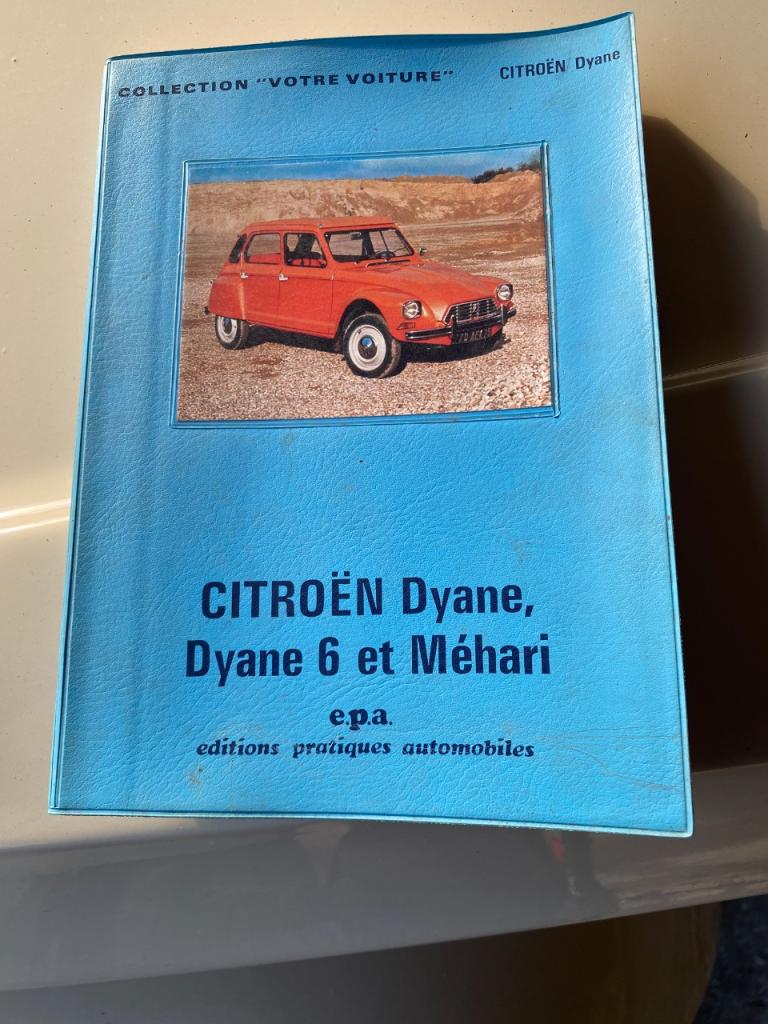 COLLECTION "VOTRE VOITURE" CITROËN Dyane
CITROËN Dyane,
Dyane 6 et Méhari
e.p.a.
editions pratiques automobiles